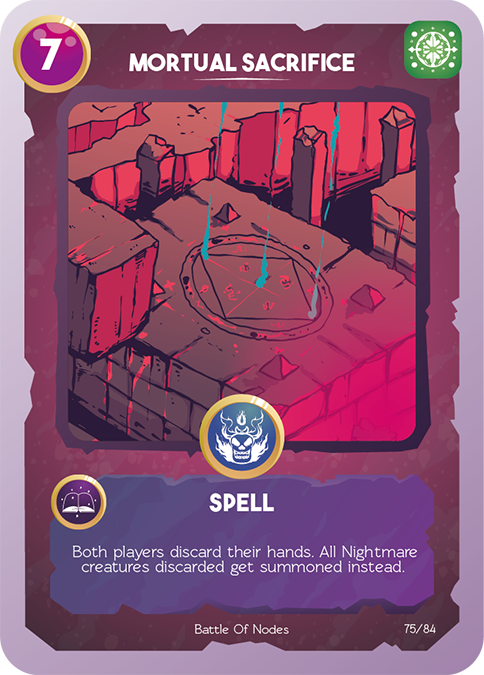 7
MORTUAL SACRIFICE
SPELL
Both players discard their hands. All Nightmare
creatures discarded get summoned instead.
Battle Of Nodes
75/84